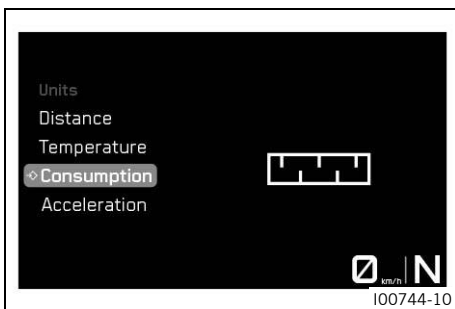 Units
Distance
Temperature
Consumption
Acceleration
0 km/h N
I00744-10